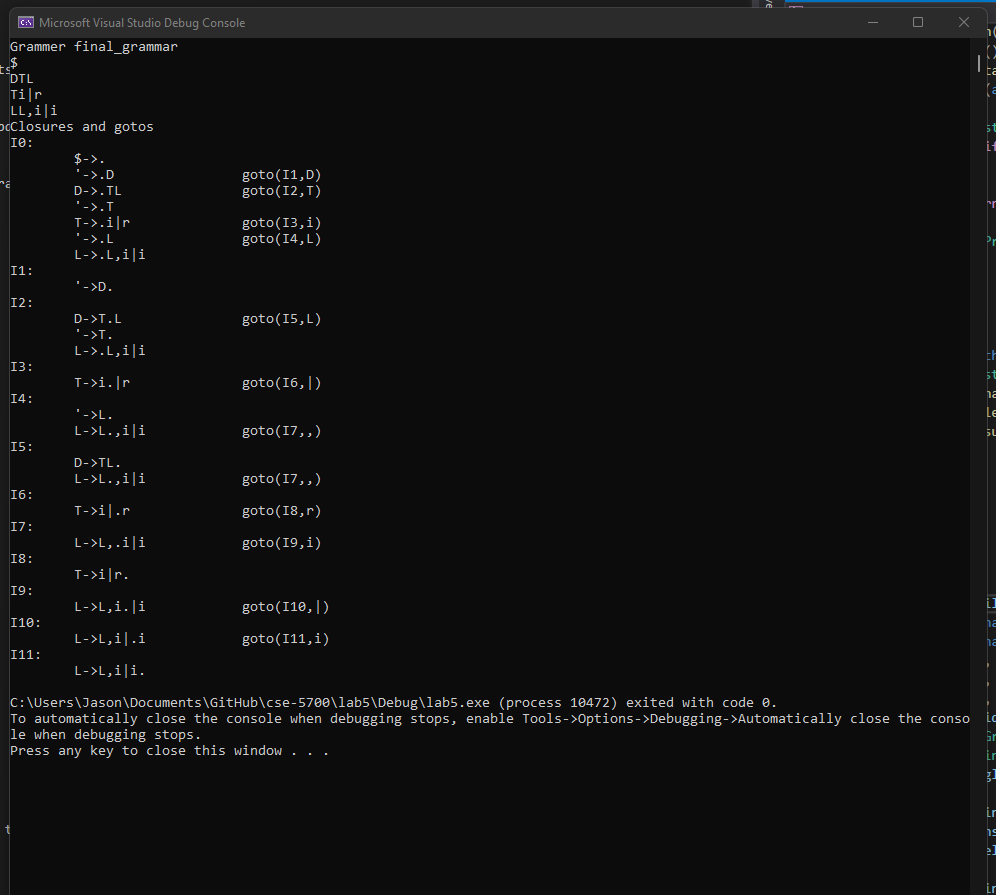 Microsoft Visual Studio Debug Console
Grammer final_grammar
$
DTL
Ti|r
LL,i|i
Closures and gotos
I0:
$->.
'->.D goto(I1,D)
D->.TL goto(I2,T)
'->.T
T->.i|r goto(I3,i)
'->.L goto(I4,L)
L->.L,i|i
I1:
'->D.
I2:
D->T.L goto(I5,L)
'->T.
L->.L,i|i
I3:
T->i.|r goto(I6,|)
I4:
'->L.
L->L.,i|i goto(I7,,)
I5:
D->TL.
L->L.,i|i goto(I7,,)
I6:
T->i|.r goto(I8,r)
I7:
L->L,.i|i goto(I9,i)
I8:
T->i|r.
I9:
L->L,i.|i goto(I10,|)
I10:
L->L,i|.i goto(I11,i)
I11:
L->L,i|i.
C:\Users\Jason\Documents\GitHub\cse-5700\lab5\Debug\lab5.exe (process 10472) exited with code 0.
To automatically close the console when debugging stops, enable Tools->Options->Debugging->Automatically close the conso
le when debugging stops.
Press any key to close this window . . .